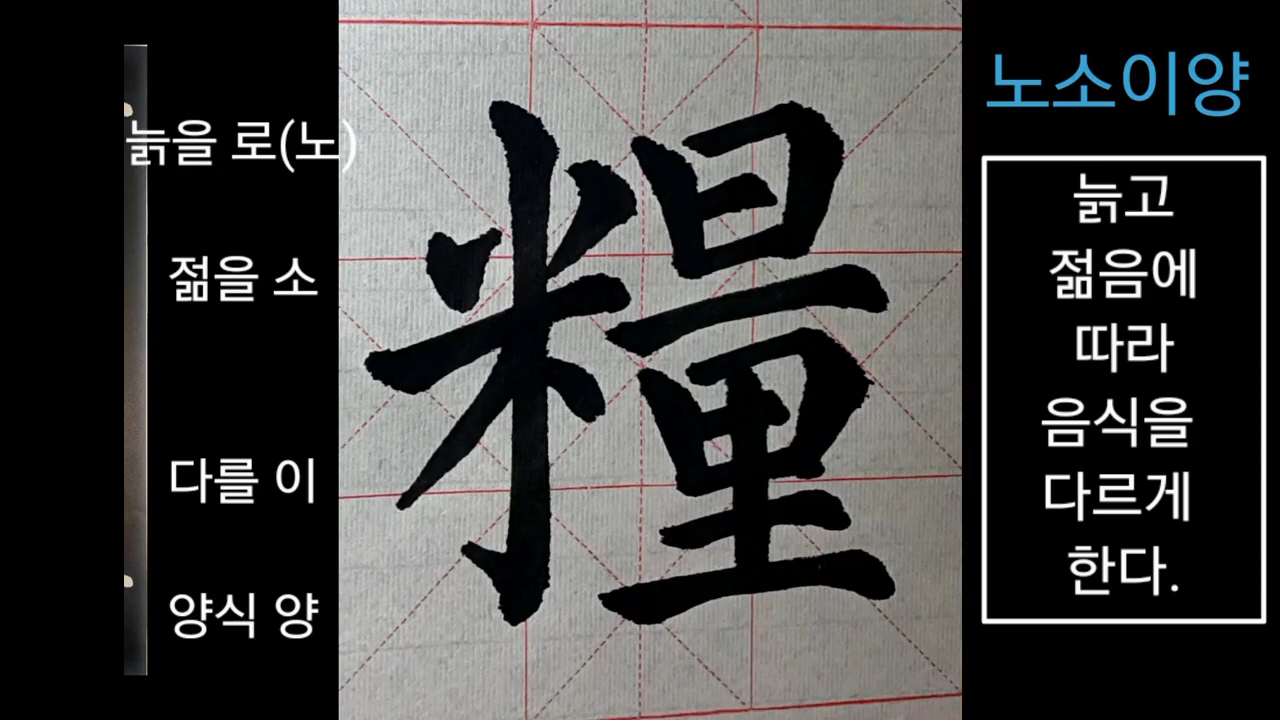 늙을 로(노)
젊을 소
다를 이
양식 양
糧
노소이양
늙고
젊음에
따라
음식을
다르게
한다.